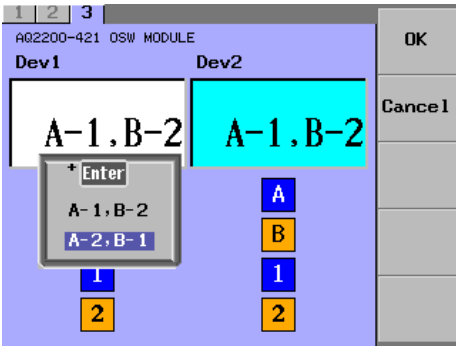 1 2 3
AQ2200-421 OSW MODULE
OK
Dev1 Dev2
Cancel
A-1,B-2 A-1,B-2
+ Enter
A-1,B-2
A-2,B-1
A
B
1 1
2 2